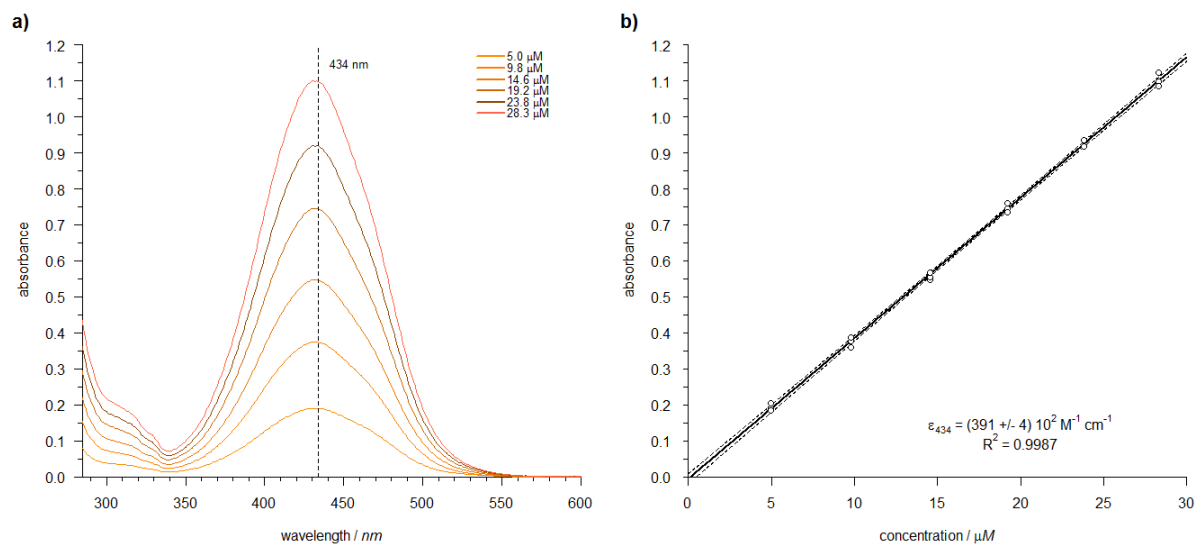 a)
1.2
1.1
1.0
0.9
0.8
0.7
0.6
0.5
0.4
0.3
0.2
0.1
0.0
absorbance
434 nm
5.0 µM
9.8 µM
14.6 µM
19.2 µM
23.8 µM
28.3 µM
300 350 400 450 500 550 600
wavelength / nm
b)
1.2
1.1
1.0
0.9
0.8
0.7
0.6
0.5
0.4
0.3
0.2
0.1
0.0
absorbance
ε434 = (391 +/- 4) 10² M⁻¹ cm⁻¹
R² = 0.9987
0 5 10 15 20 25 30
concentration / µM